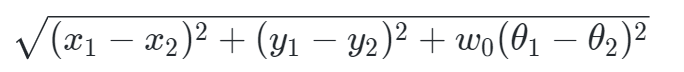 √((x₁ − x₂)² + (y₁ − y₂)² + w₀(θ₁ − θ₂)²)